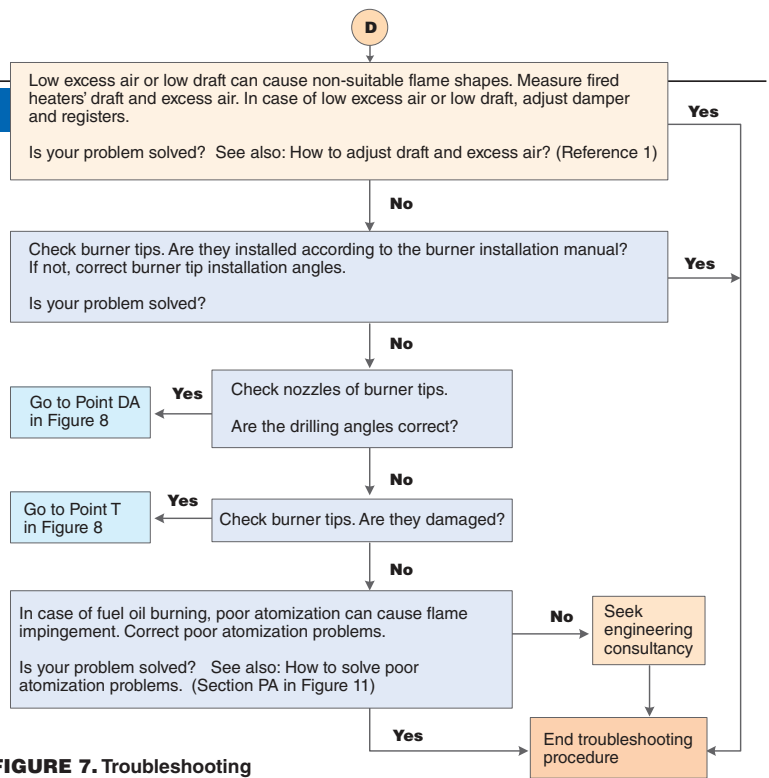 D
Low excess air or low draft can cause non-suitable flame shapes. Measure fired
heaters' draft and excess air. In case of low excess air or low draft, adjust damper
and registers.
Is your problem solved? See also: How to adjust draft and excess air? (Reference 1)
Yes
No
Check burner tips. Are they installed according to the burner installation manual?
If not, correct burner tip installation angles.
Is your problem solved?
Yes
No
Check nozzles of burner tips.
Are the drilling angles correct?
Yes
Go to Point DA
in Figure 8
No
Check burner tips. Are they damaged?
Yes
Go to Point T
in Figure 8
No
In case of fuel oil burning, poor atomization can cause flame
impingement. Correct poor atomization problems.
Is your problem solved? See also: How to solve poor
atomization problems. (Section PA in Figure 11)
No
Seek
engineering
consultancy
Yes
End troubleshooting
procedure
FIGURE 7. Troubleshooting